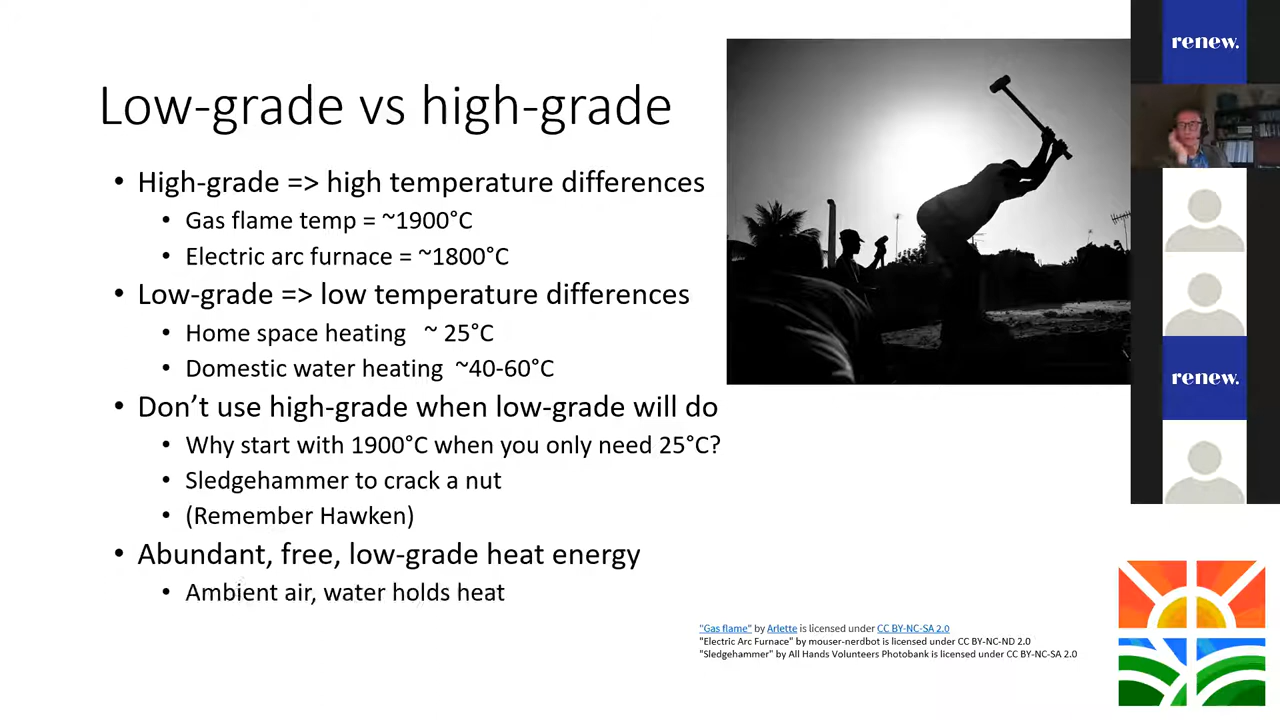 Low-grade vs high-grade
• High-grade => high temperature differences
• Gas flame temp = ~1900°C
• Electric arc furnace = ~1800°C
• Low-grade => low temperature differences
• Home space heating ~ 25°C
• Domestic water heating ~40-60°C
• Don’t use high-grade when low-grade will do
• Why start with 1900°C when you only need 25°C?
• Sledgehammer to crack a nut
• (Remember Hawken)
• Abundant, free, low-grade heat energy
• Ambient air, water holds heat
"Gas flame" by Arlette is licensed under CC BY-NC-SA 2.0
"Electric Arc Furnace" by mouser-nerdbot is licensed under CC BY-NC-ND 2.0
"Sledgehammer" by All Hands Volunteers Photobank is licensed under CC BY-NC-SA 2.0
renew.
renew.